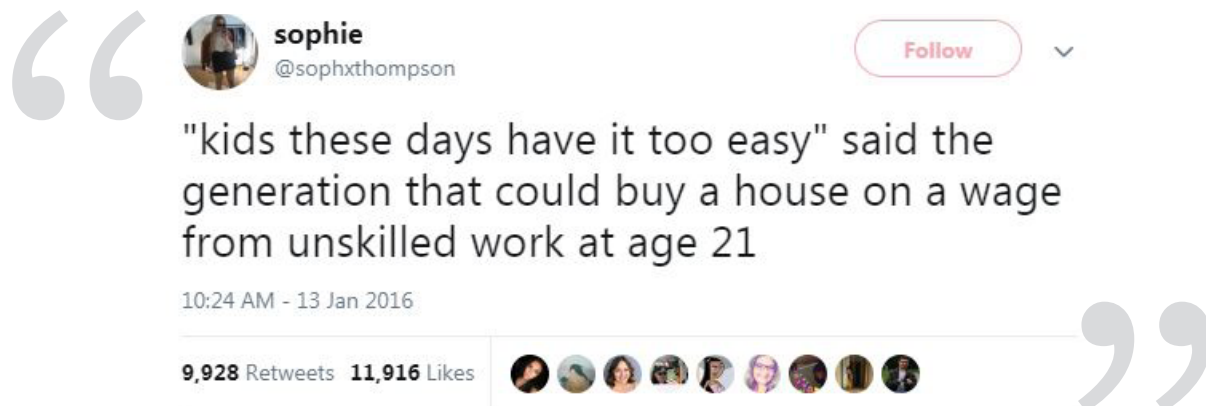 “
sophie
@sophxthompson
Follow
"kids these days have it too easy" said the
generation that could buy a house on a wage
from unskilled work at age 21
10:24 AM - 13 Jan 2016
9,928 Retweets 11,916 Likes
”